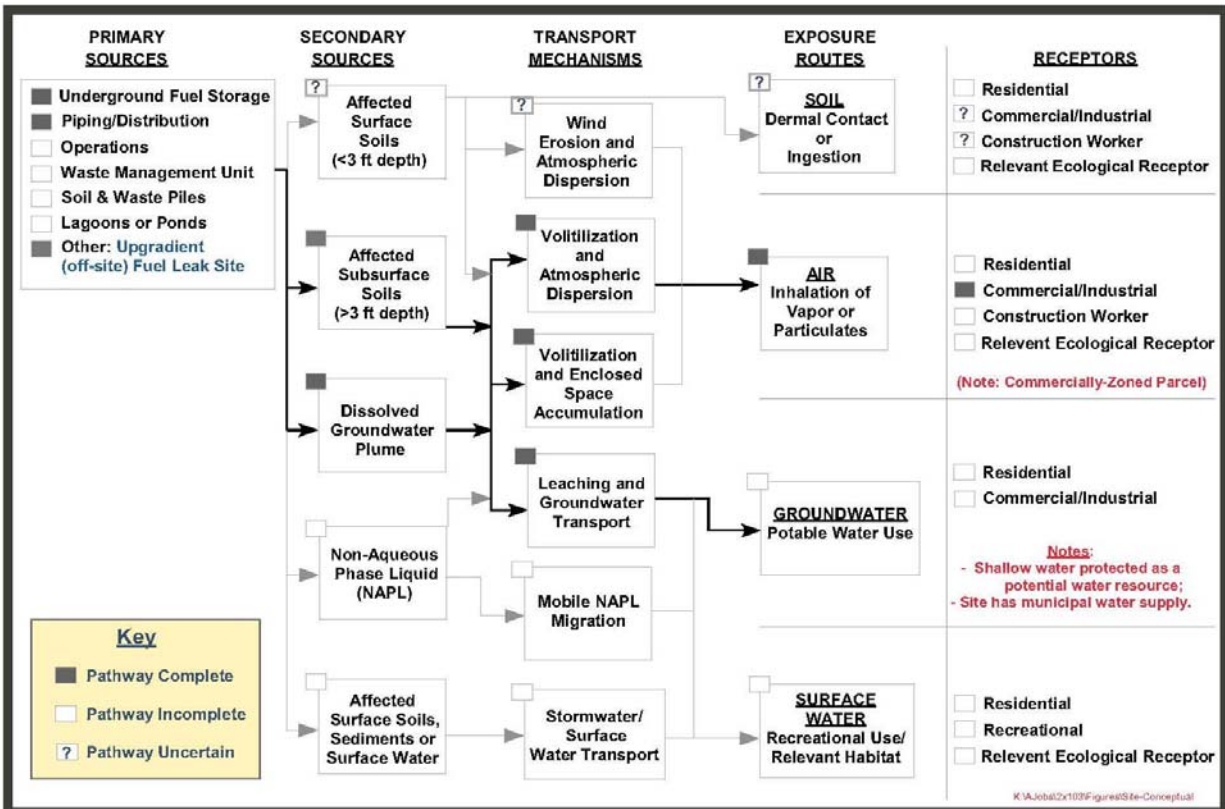 PRIMARY
SOURCES
Underground Fuel Storage
Piping/Distribution
Operations
Waste Management Unit
Soil & Waste Piles
Lagoons or Ponds
Other: Upgradient
(off-site) Fuel Leak Site
SECONDARY
SOURCES
?
Affected
Surface
Soils
(<3 ft depth)
Affected
Subsurface
Soils
(>3 ft depth)
Dissolved
Groundwater
Plume
Non-Aqueous
Phase Liquid
(NAPL)
Affected
Surface Soils,
Sediments or
Surface Water
TRANSPORT
MECHANISMS
?
Wind
Erosion and
Atmospheric
Dispersion
Volitilization
and
Atmospheric
Dispersion
Volitilization
and Enclosed
Space
Accumulation
Leaching and
Groundwater
Transport
Mobile NAPL
Migration
Stormwater/
Surface
Water Transport
EXPOSURE
ROUTES
?
SOIL
Dermal Contact
or
Ingestion
AIR
Inhalation of
Vapor or
Particulates
GROUNDWATER
Potable Water Use
SURFACE
WATER
Recreational Use/
Relevant Habitat
RECEPTORS
Residential
? Commercial/Industrial
? Construction Worker
Relevant Ecological Receptor
Residential
Commercial/Industrial
Construction Worker
Relevent Ecological Receptor
(Note: Commercially-Zoned Parcel)
Residential
Commercial/Industrial
Notes:
- Shallow water protected as a
potential water resource;
- Site has municipal water supply.
Residential
Recreational
Relevent Ecological Receptor
Key
Pathway Complete
Pathway Incomplete
? Pathway Uncertain
K:\AJobs\2x103\Figures\Site-Conceptual